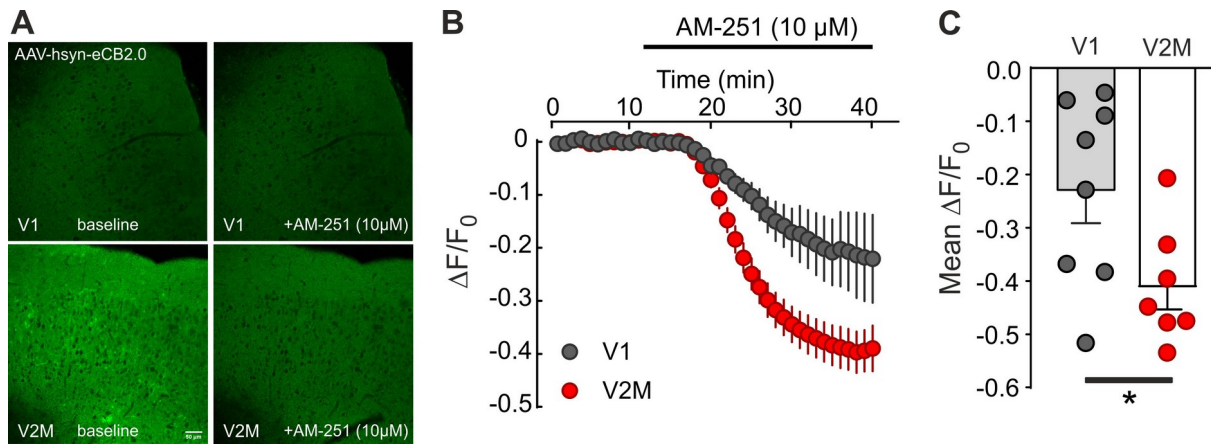 A
AAV-hsyn-eCB2.0
V1 baseline
V1 +AM-251 (10µM)
V2M baseline
50 µm
V2M +AM-251 (10µM)
B
AM-251 (10 µM)
Time (min)
0 10 20 30 40
0
-0.1
-0.2
-0.3
-0.4
-0.5
ΔF/F0
V1
V2M
C
V1 V2M
0.0
-0.1
-0.2
-0.3
-0.4
-0.5
-0.6
Mean ΔF/F0
*